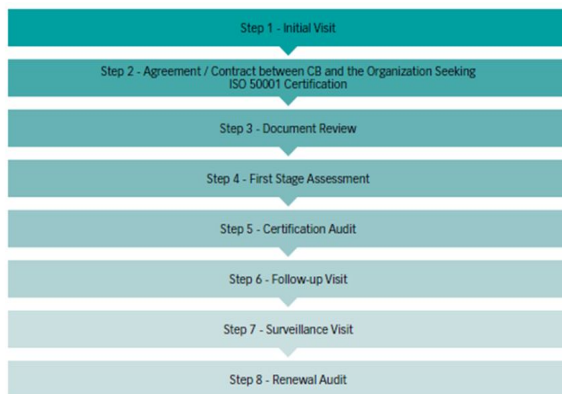 Step 1 - Initial Visit
Step 2 - Agreement / Contract between CB and the Organization Seeking
ISO 50001 Certification
Step 3 - Document Review
Step 4 - First Stage Assessment
Step 5 - Certification Audit
Step 6 - Follow-up Visit
Step 7 - Surveillance Visit
Step 8 - Renewal Audit